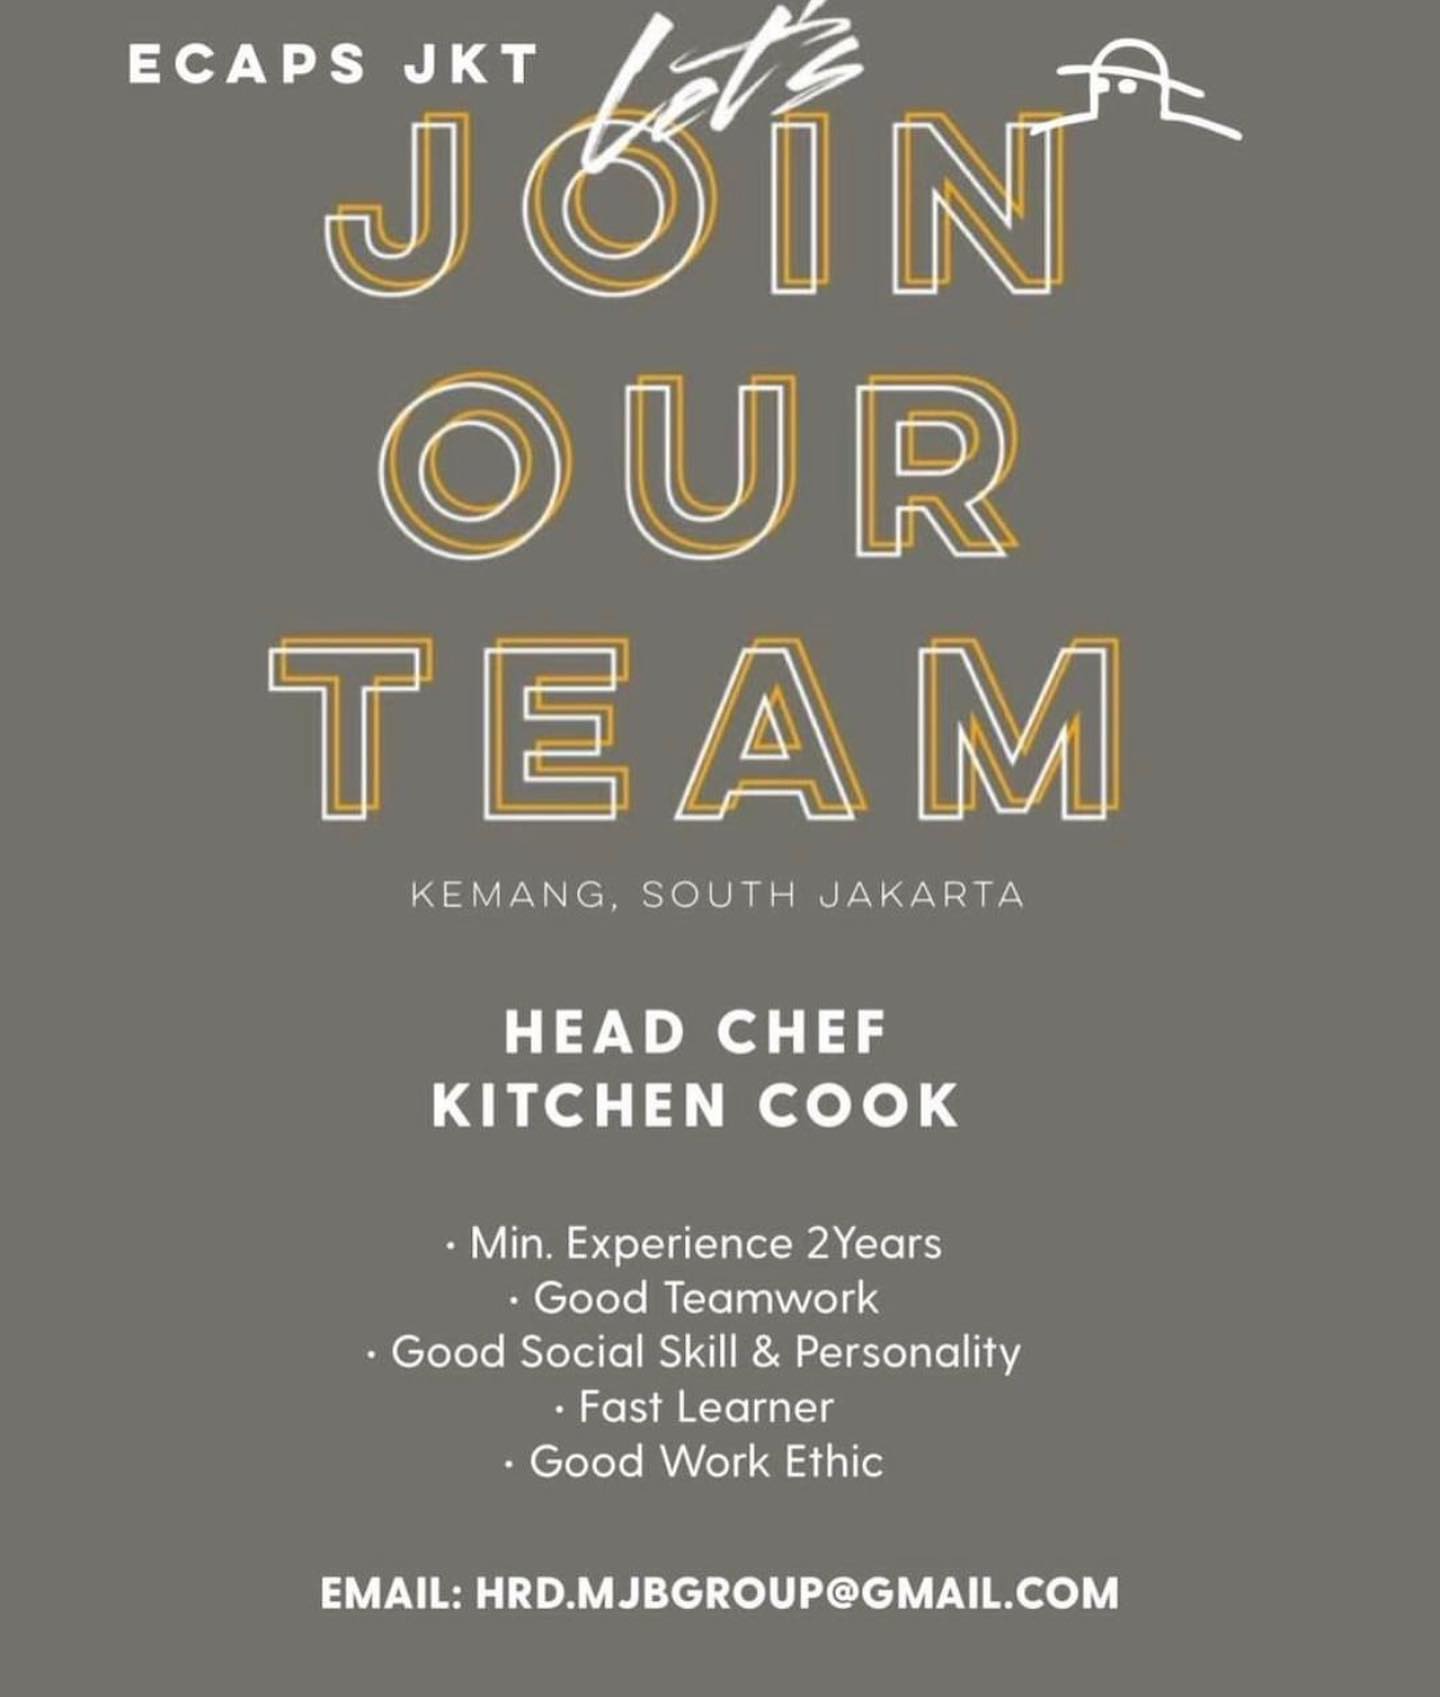 ECAPS JKT
Let's
JOIN
OUR
TEAM
KEMANG, SOUTH JAKARTA
HEAD CHEF
KITCHEN COOK
· Min. Experience 2Years
· Good Teamwork
· Good Social Skill & Personality
· Fast Learner
· Good Work Ethic
EMAIL: HRD.MJBGROUP@GMAIL.COM